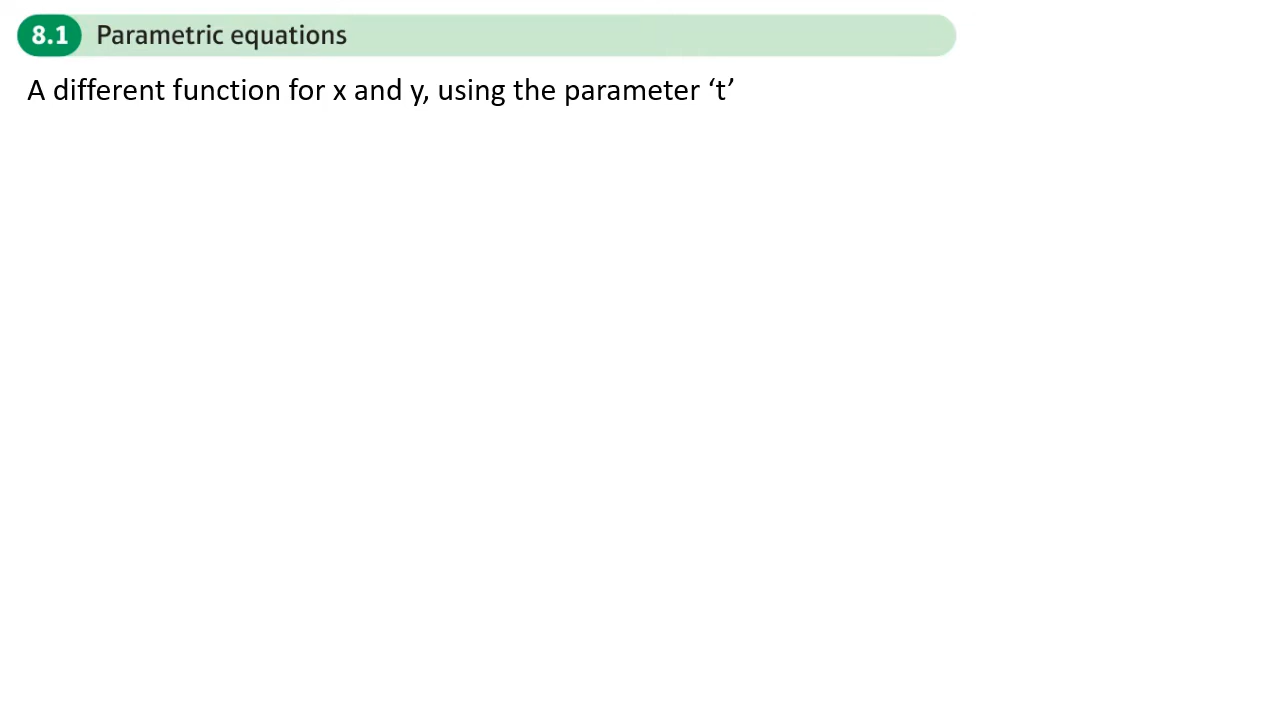 8.1 Parametric equations
A different function for x and y, using the parameter ‘t’